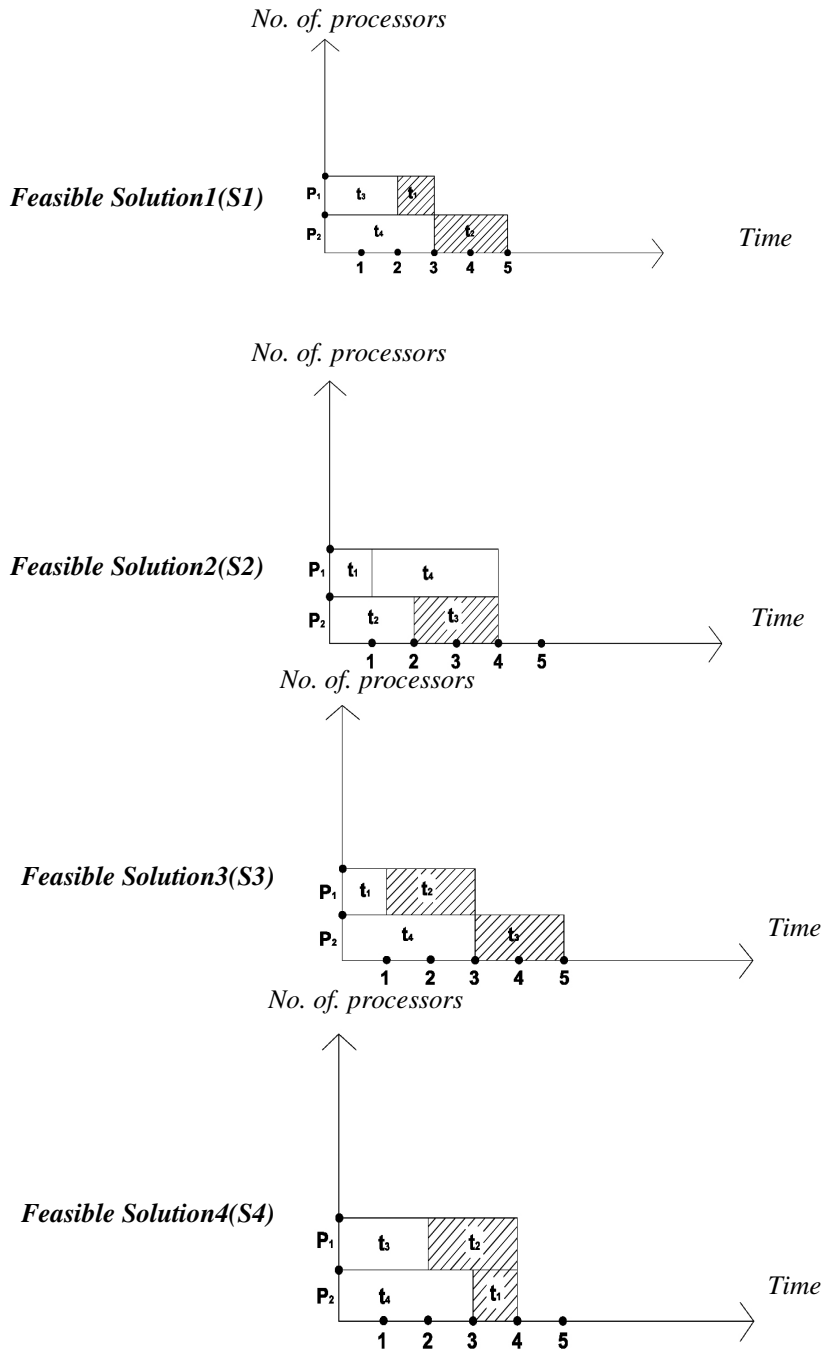 No. of. processors
Feasible Solution1(S1)
P₁ t₃ t₁
P₂ t₄ t₂
Time
1 2 3 4 5
No. of. processors
Feasible Solution2(S2)
P₁ t₁ t₄
P₂ t₂ t₃
Time
1 2 3 4 5
No. of. processors
Feasible Solution3(S3)
P₁ t₁ t₂
P₂ t₄ t₃
Time
1 2 3 4 5
No. of. processors
Feasible Solution4(S4)
P₁ t₃ t₂
P₂ t₄ t₁
Time
1 2 3 4 5